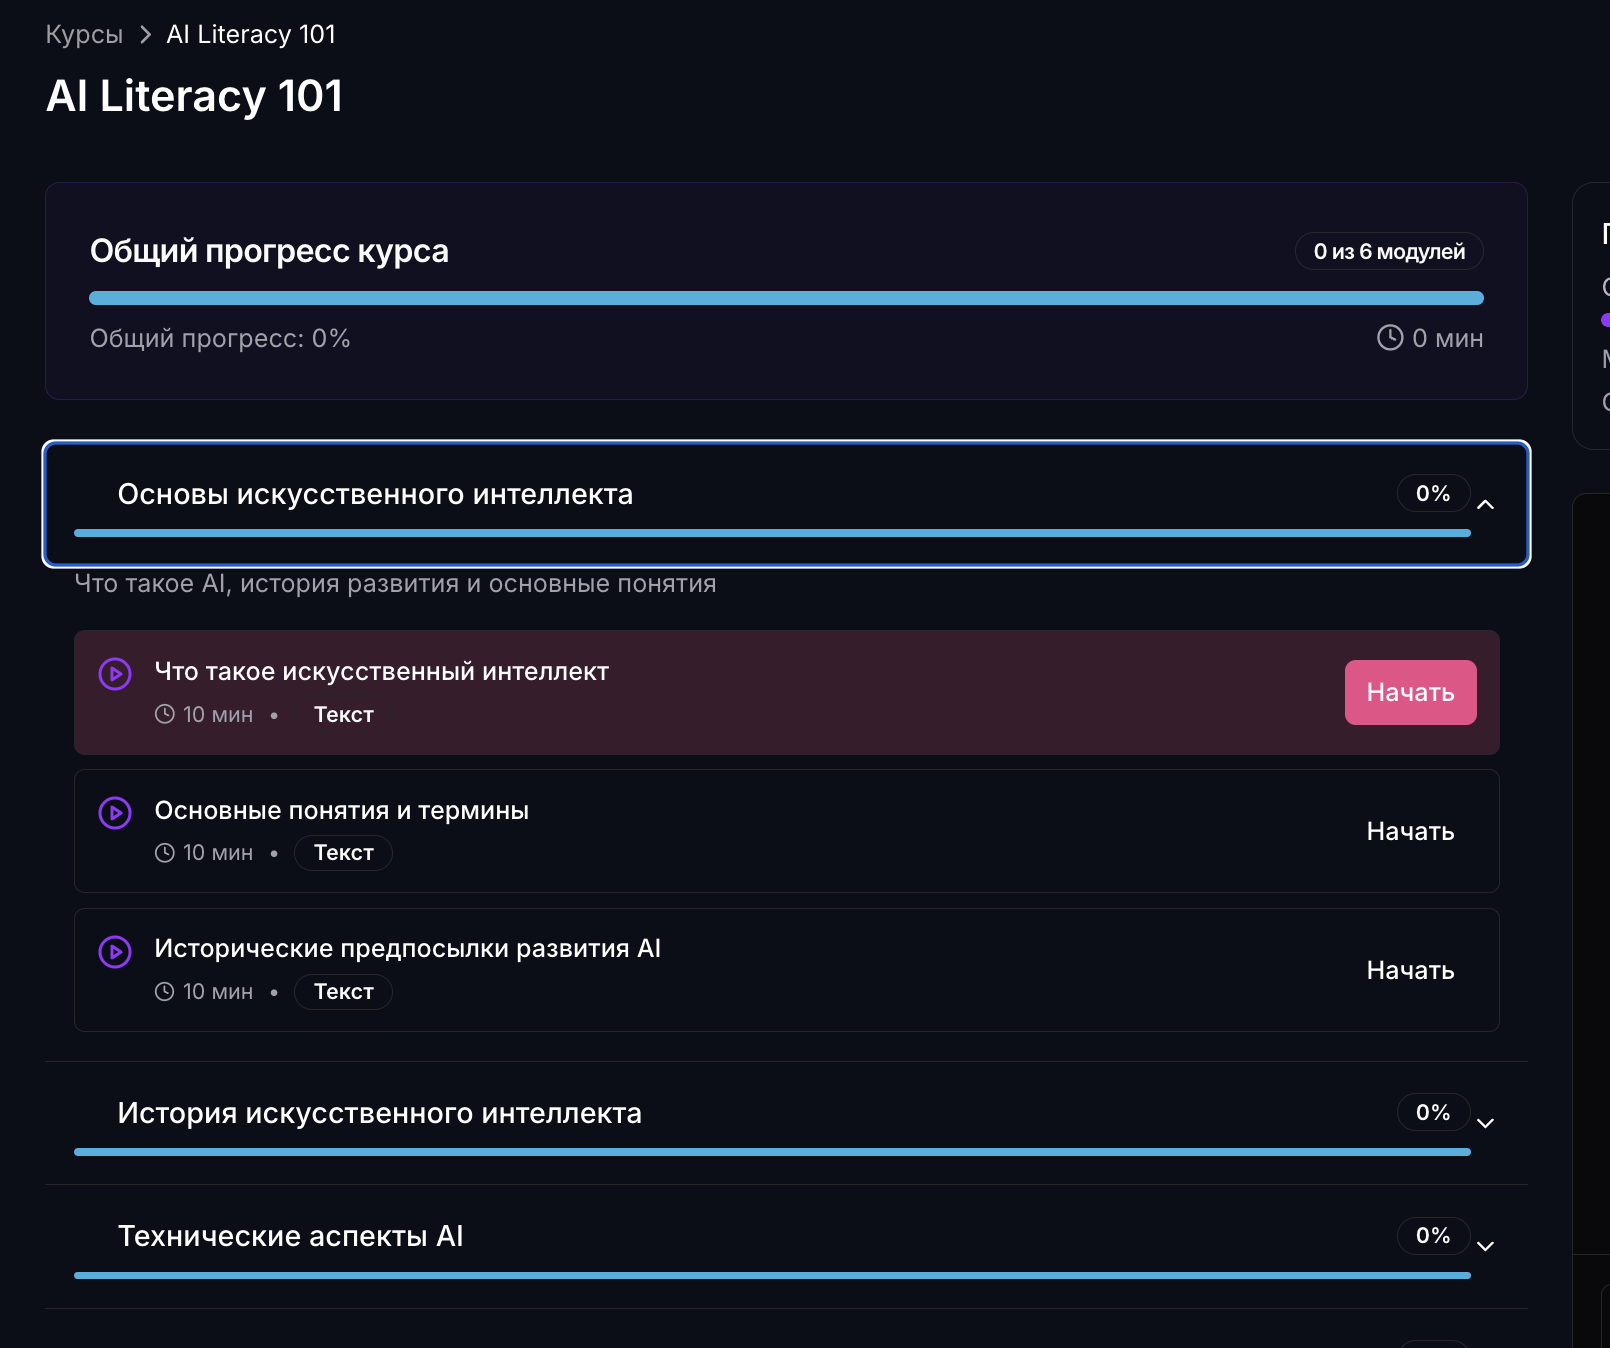 Курсы > AI Literacy 101
AI Literacy 101
Общий прогресс курса
0 из 6 модулей
Общий прогресс: 0%
0 мин
Основы искусственного интеллекта
0%
Что такое AI, история развития и основные понятия
Что такое искусственный интеллект
10 мин • Текст
Начать
Основные понятия и термины
10 мин • Текст
Начать
Исторические предпосылки развития AI
10 мин • Текст
Начать
История искусственного интеллекта
0%
Технические аспекты AI
0%